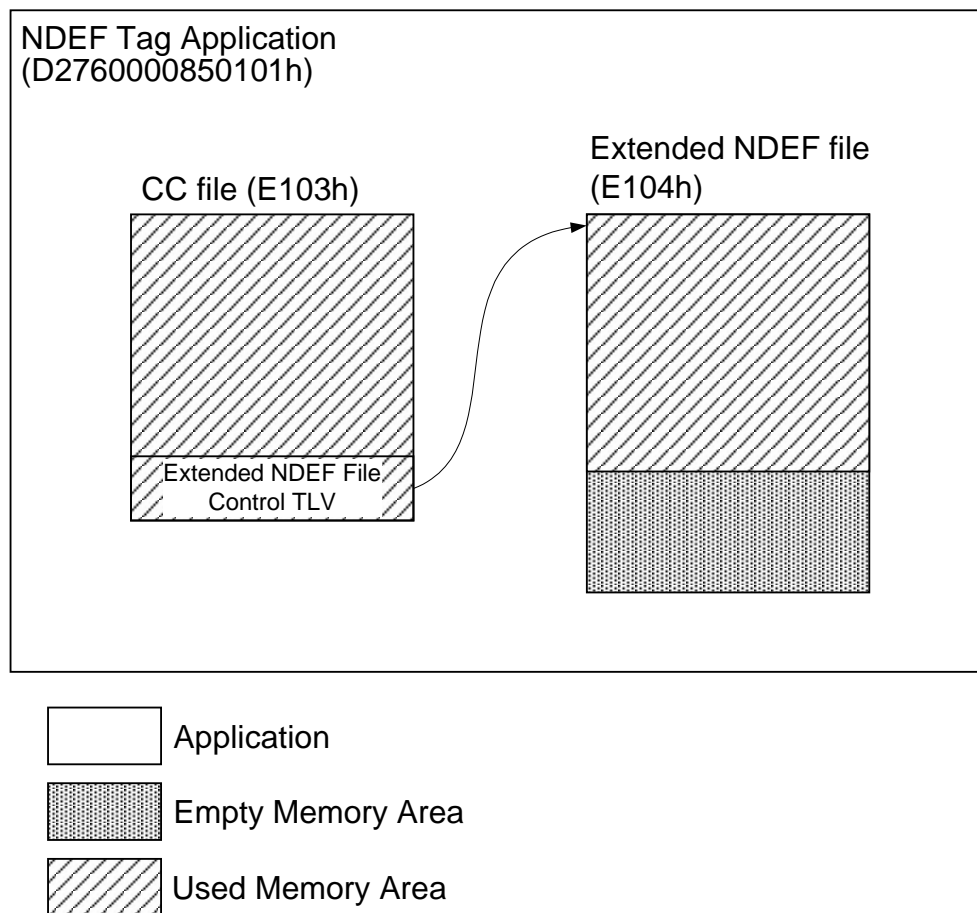 NDEF Tag Application
(D2760000850101h)
Extended NDEF file
(E104h)
CC file (E103h)
Extended NDEF File
Control TLV
Application
Empty Memory Area
Used Memory Area